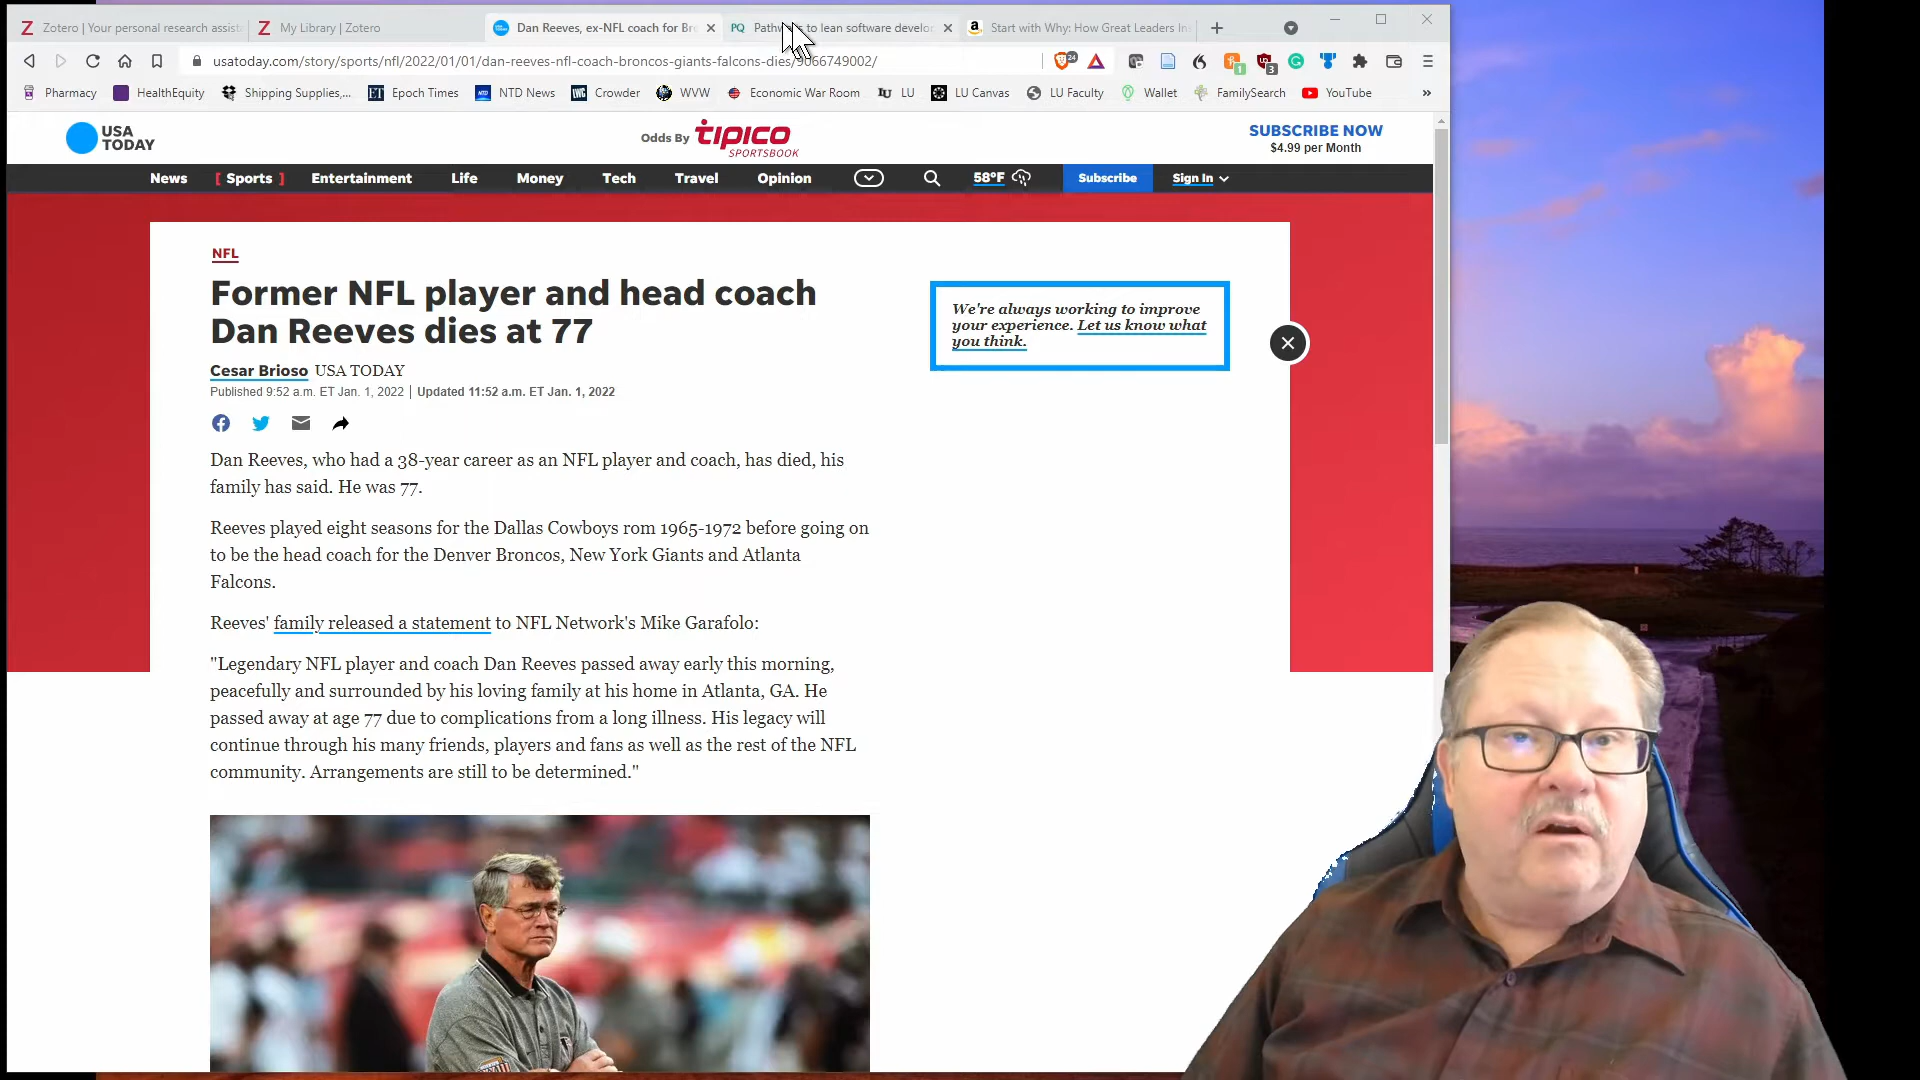 Zotero | Your personal research assist
My Library | Zotero
Dan Reeves, ex-NFL coach for Br
to lean software develop
Start with Why: How Great Leaders In
usatoday.com/story/sports/nfl/2022/01/01/dan-reeves-nfl-coach-broncos-giants-falcons-dies/9066749002/
Pharmacy
HealthEquity
Shipping Supplies,...
Epoch Times
NTD News
Crowder
WVW
Economic War Room
LU
LU Canvas
LU Faculty
Wallet
FamilySearch
YouTube
USA
TODAY
Odds By tipico
SPORTSBOOK
SUBSCRIBE NOW
$4.99 per Month
News [ Sports ] Entertainment Life Money Tech Travel Opinion 58°F Subscribe Sign In
NFL
Former NFL player and head coach
Dan Reeves dies at 77
Cesar Brioso USA TODAY
Published 9:52 a.m. ET Jan. 1, 2022 | Updated 11:52 a.m. ET Jan. 1, 2022
We're always working to improve
your experience. Let us know what
you think.
Dan Reeves, who had a 38-year career as an NFL player and coach, has died, his
family has said. He was 77.
Reeves played eight seasons for the Dallas Cowboys rom 1965-1972 before going on
to be the head coach for the Denver Broncos, New York Giants and Atlanta
Falcons.
Reeves' family released a statement to NFL Network's Mike Garafolo:
"Legendary NFL player and coach Dan Reeves passed away early this morning,
peacefully and surrounded by his loving family at his home in Atlanta, GA. He
passed away at age 77 due to complications from a long illness. His legacy will
continue through his many friends, players and fans as well as the rest of the NFL
community. Arrangements are still to be determined."